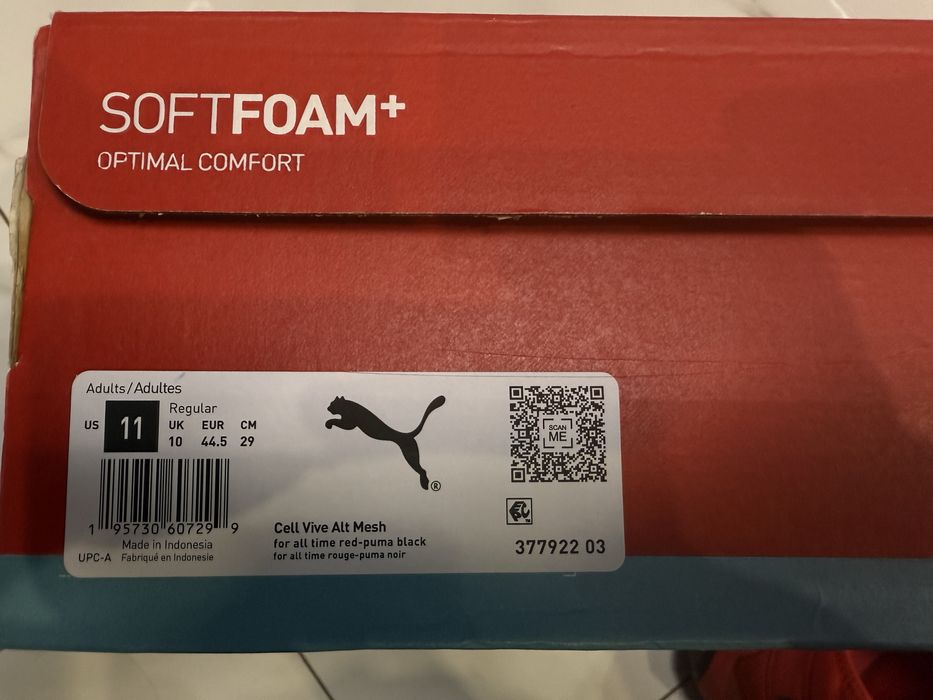 SOFTFOAM+
OPTIMAL COMFORT
Adults/Adultes
Regular
US 11 UK EUR CM
10 44.5 29
1 95730 60729 9
UPC-A
Made in Indonesia
Fabriqué en Indonesie
®
Cell Vive Alt Mesh
for all time red-puma black
for all time rouge-puma noir
SCAN
ME
377922 03